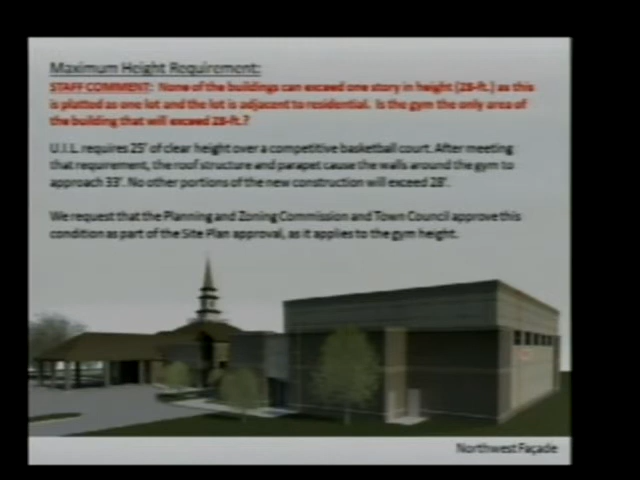 Maximum Height Requirement:
STAFF COMMENT: None of the buildings can exceed one story in height (28-ft.) as this
is platted as one lot and the lot is adjacent to residential. Is the gym the only area of
the building that will exceed 28-ft.?
U.I.L. requires 25' of clear height over a competitive basketball court. After meeting
that requirement, the roof structure and parapet cause the walls around the gym to
approach 33'. No other portions of the new construction will exceed 28'.
We request that the Planning and Zoning Commission and Town Council approve this
condition as part of the Site Plan approval, as it applies to the gym height.
Northwest Façade